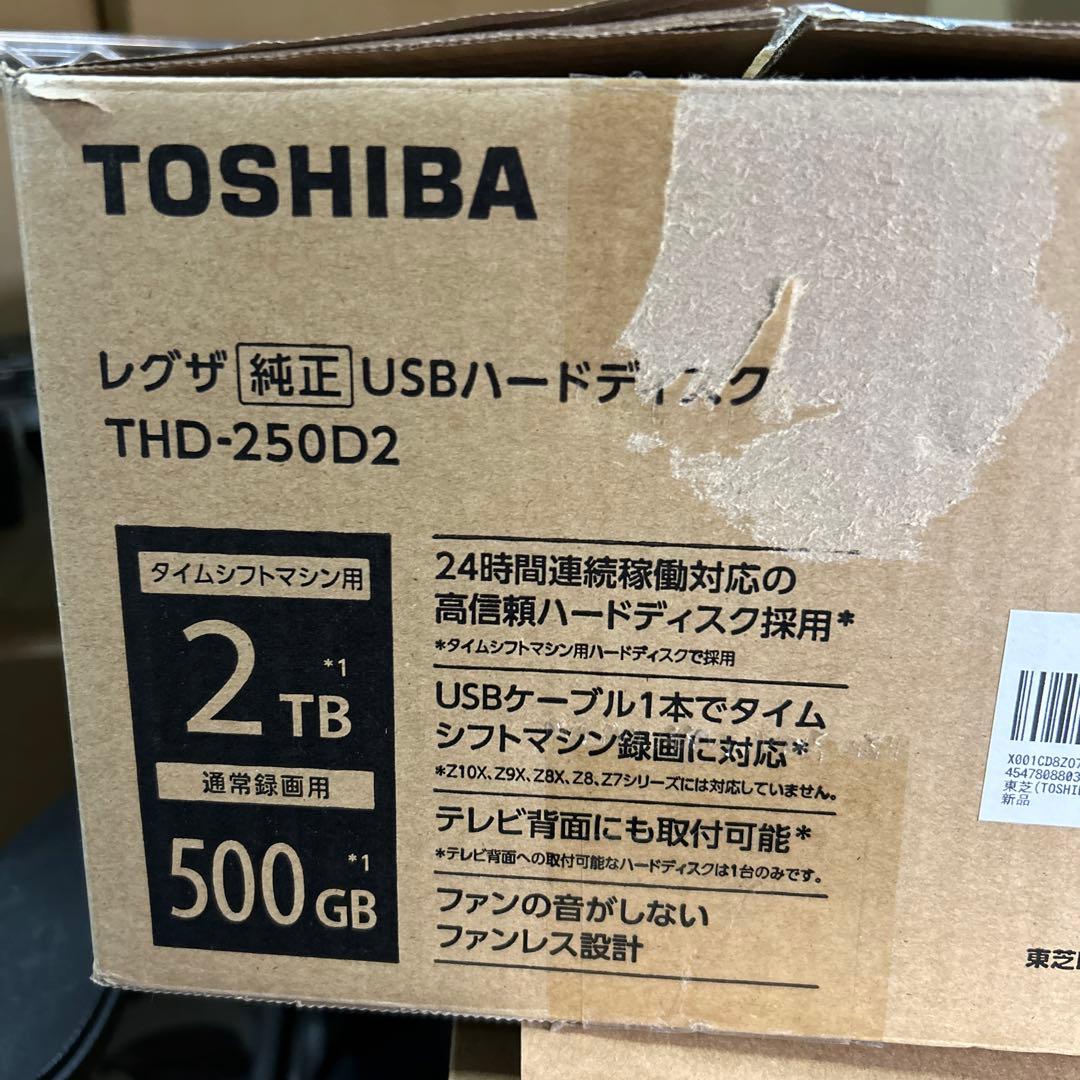 TOSHIBA
レグザ 純正 USBハードディスク
THD-250D2
タイムシフトマシン用
2 TB *1
通常録画用
500 GB *1
24時間連続稼働対応の
高信頼ハードディスク採用*
*タイムシフトマシン用ハードディスクで採用
USBケーブル1本でタイム
シフトマシン録画に対応*
*Z10X、Z9X、Z8X、Z8、Z7シリーズには対応していません。
テレビ背面にも取付可能*
*テレビ背面への取付可能なハードディスクは1台のみです。
ファンの音がしない
ファンレス設計
X001CD8Z07
4547808803
東芝(TOSHIB
新品
東芝